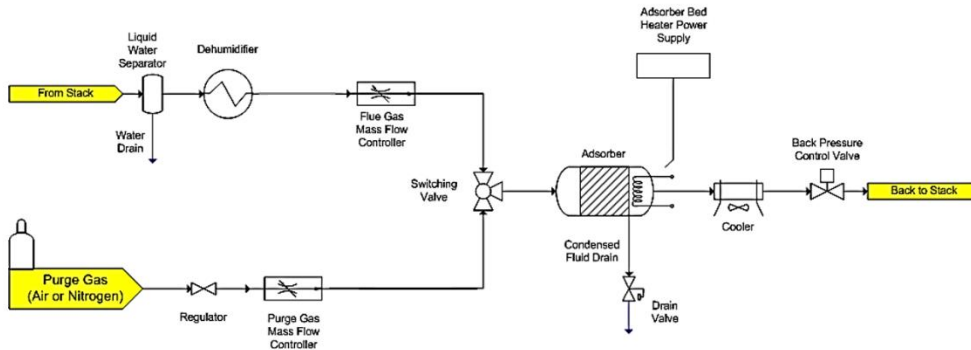 Adsorber Bed
Heater Power
Supply
Liquid
Water
Separator
Dehumidifier
From Stack
Water
Drain
Flue Gas
Mass Flow
Controller
Back Pressure
Control Valve
Adsorber
Switching
Valve
Back to Stack
Cooler
Condensed
Fluid Drain
Purge Gas
(Air or Nitrogen)
Regulator
Purge Gas
Mass Flow
Controller
Drain
Valve